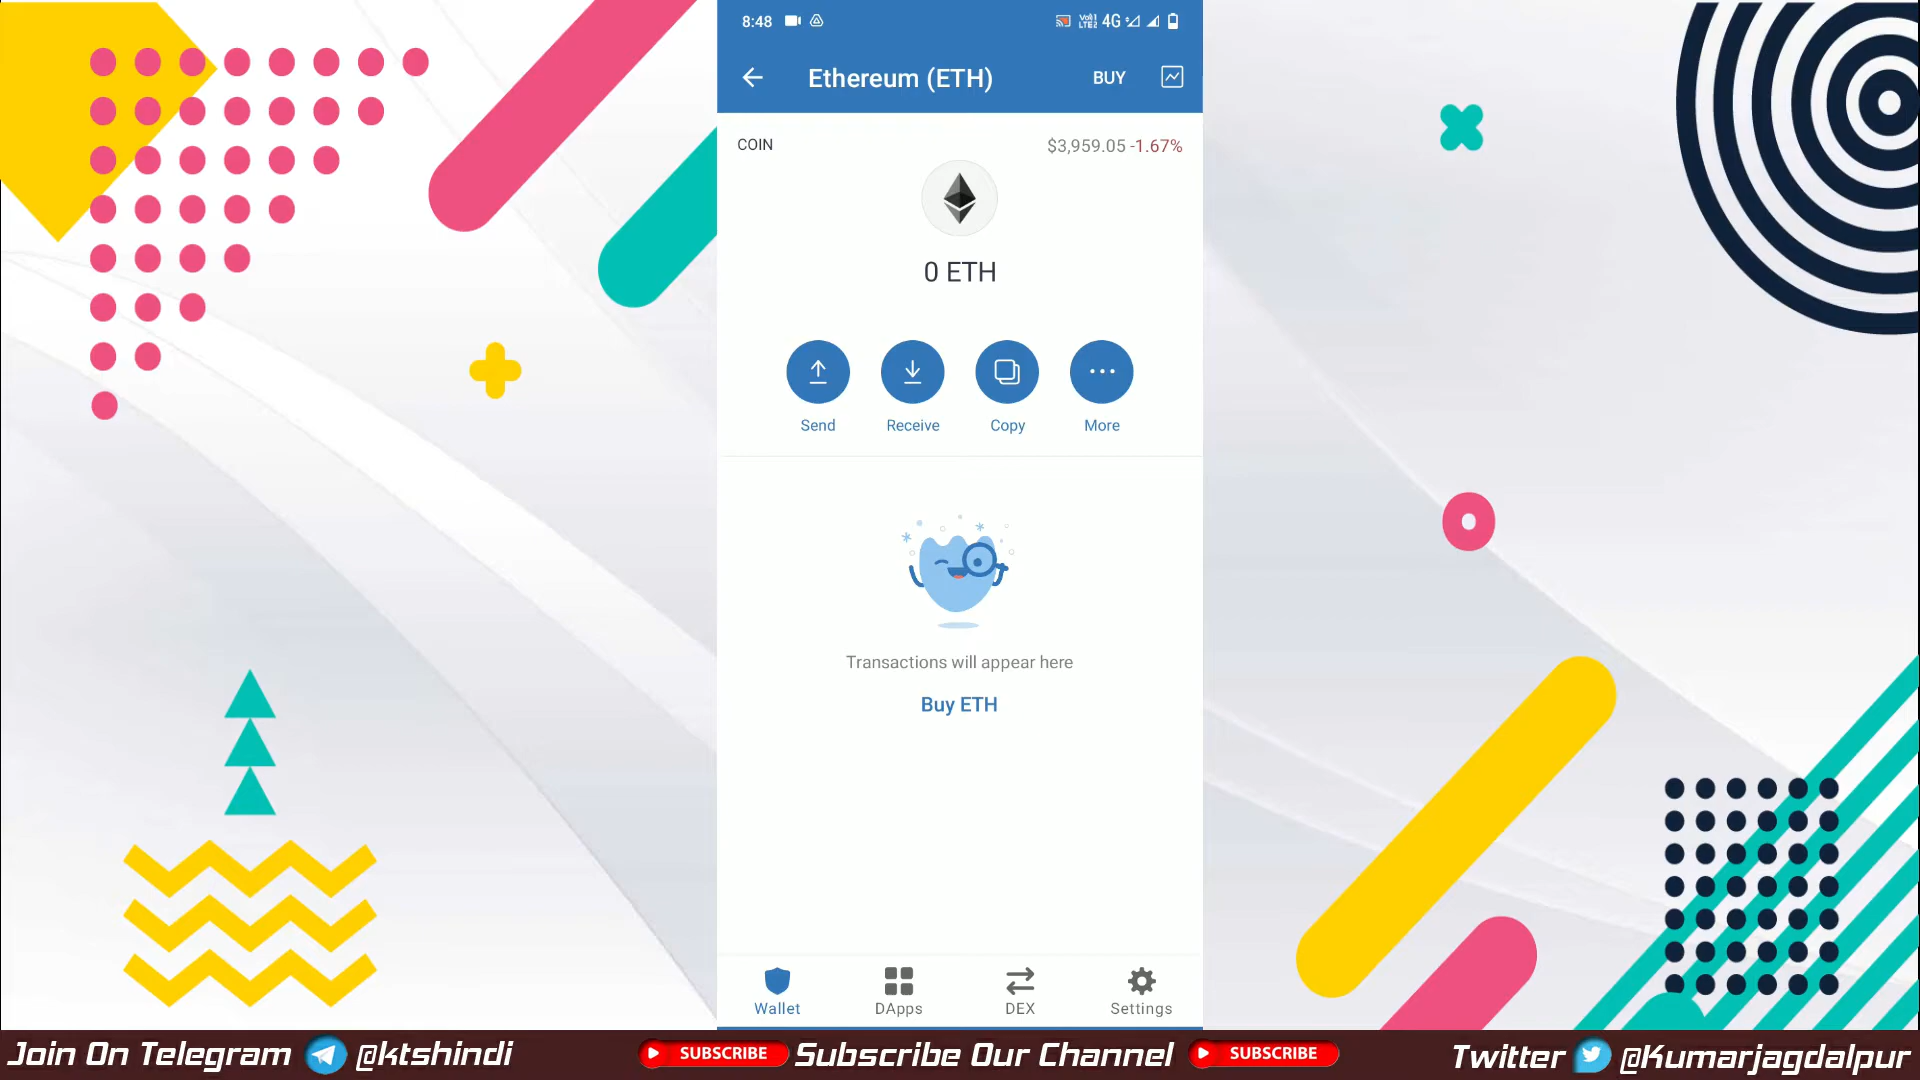 8:48 4G
Ethereum (ETH) BUY
COIN $3,959.05 -1.67%
0 ETH
Send Receive Copy More
Transactions will appear here
Buy ETH
Wallet DApps DEX Settings
Join On Telegram @ktshindi SUBSCRIBE Subscribe Our Channel SUBSCRIBE Twitter @Kumarjagdalpur